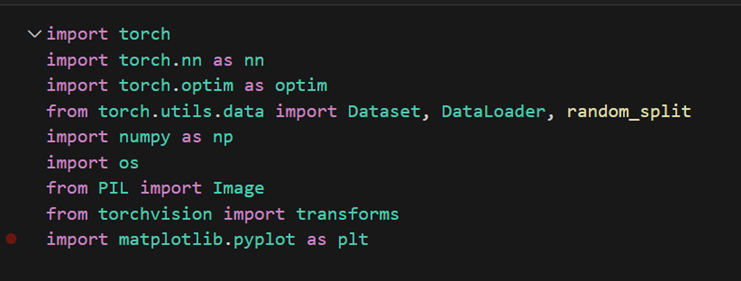 import torch
import torch.nn as nn
import torch.optim as optim
from torch.utils.data import Dataset, DataLoader, random_split
import numpy as np
import os
from PIL import Image
from torchvision import transforms
import matplotlib.pyplot as plt